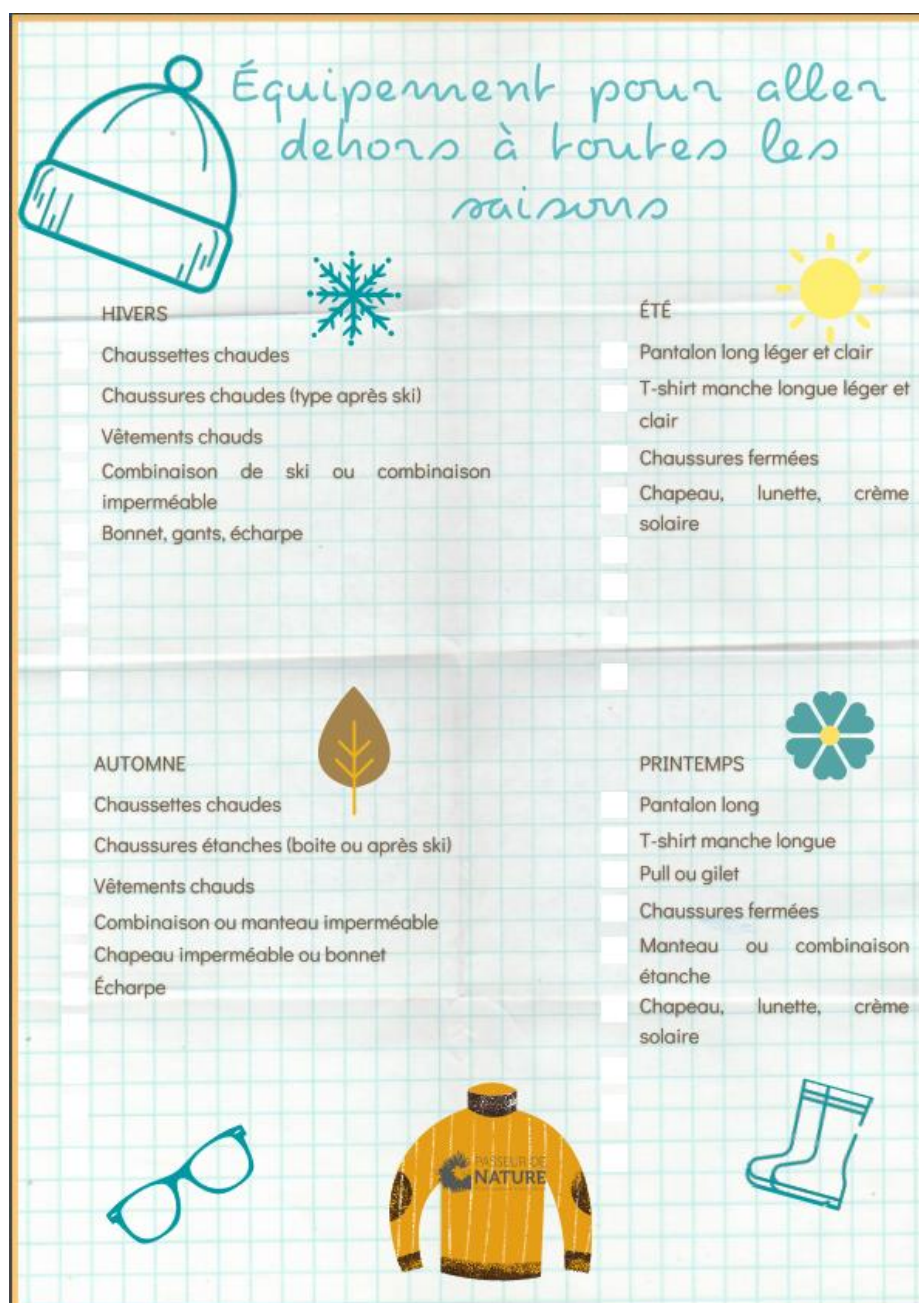 Équipement pour aller
dehors à toutes les
saisons
HIVERS
Chaussettes chaudes
Chaussures chaudes (type après ski)
Vêtements chauds
Combinaison de ski ou combinaison
imperméable
Bonnet, gants, écharpe
ÉTÉ
Pantalon long léger et clair
T-shirt manche longue léger et
clair
Chaussures fermées
Chapeau, lunette, crème
solaire
AUTOMNE
Chaussettes chaudes
Chaussures étanches (boite ou après ski)
Vêtements chauds
Combinaison ou manteau imperméable
Chapeau imperméable ou bonnet
Écharpe
PRINTEMPS
Pantalon long
T-shirt manche longue
Pull ou gilet
Chaussures fermées
Manteau ou combinaison
étanche
Chapeau, lunette, crème
solaire
PASSEUR DE
NATURE